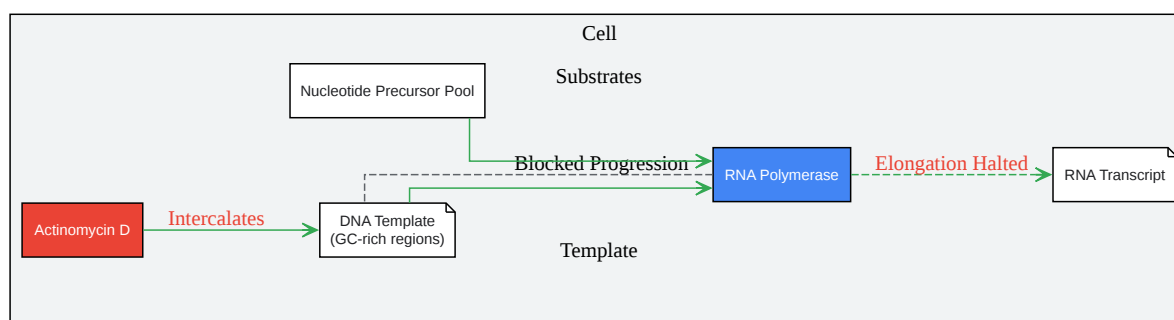 Cell
Substrates
Nucleotide Precursor Pool
Blocked Progression
RNA Polymerase
Elongation Halted
RNA Transcript
Actinomycin D
Intercalates
DNA Template
(GC-rich regions)
Template